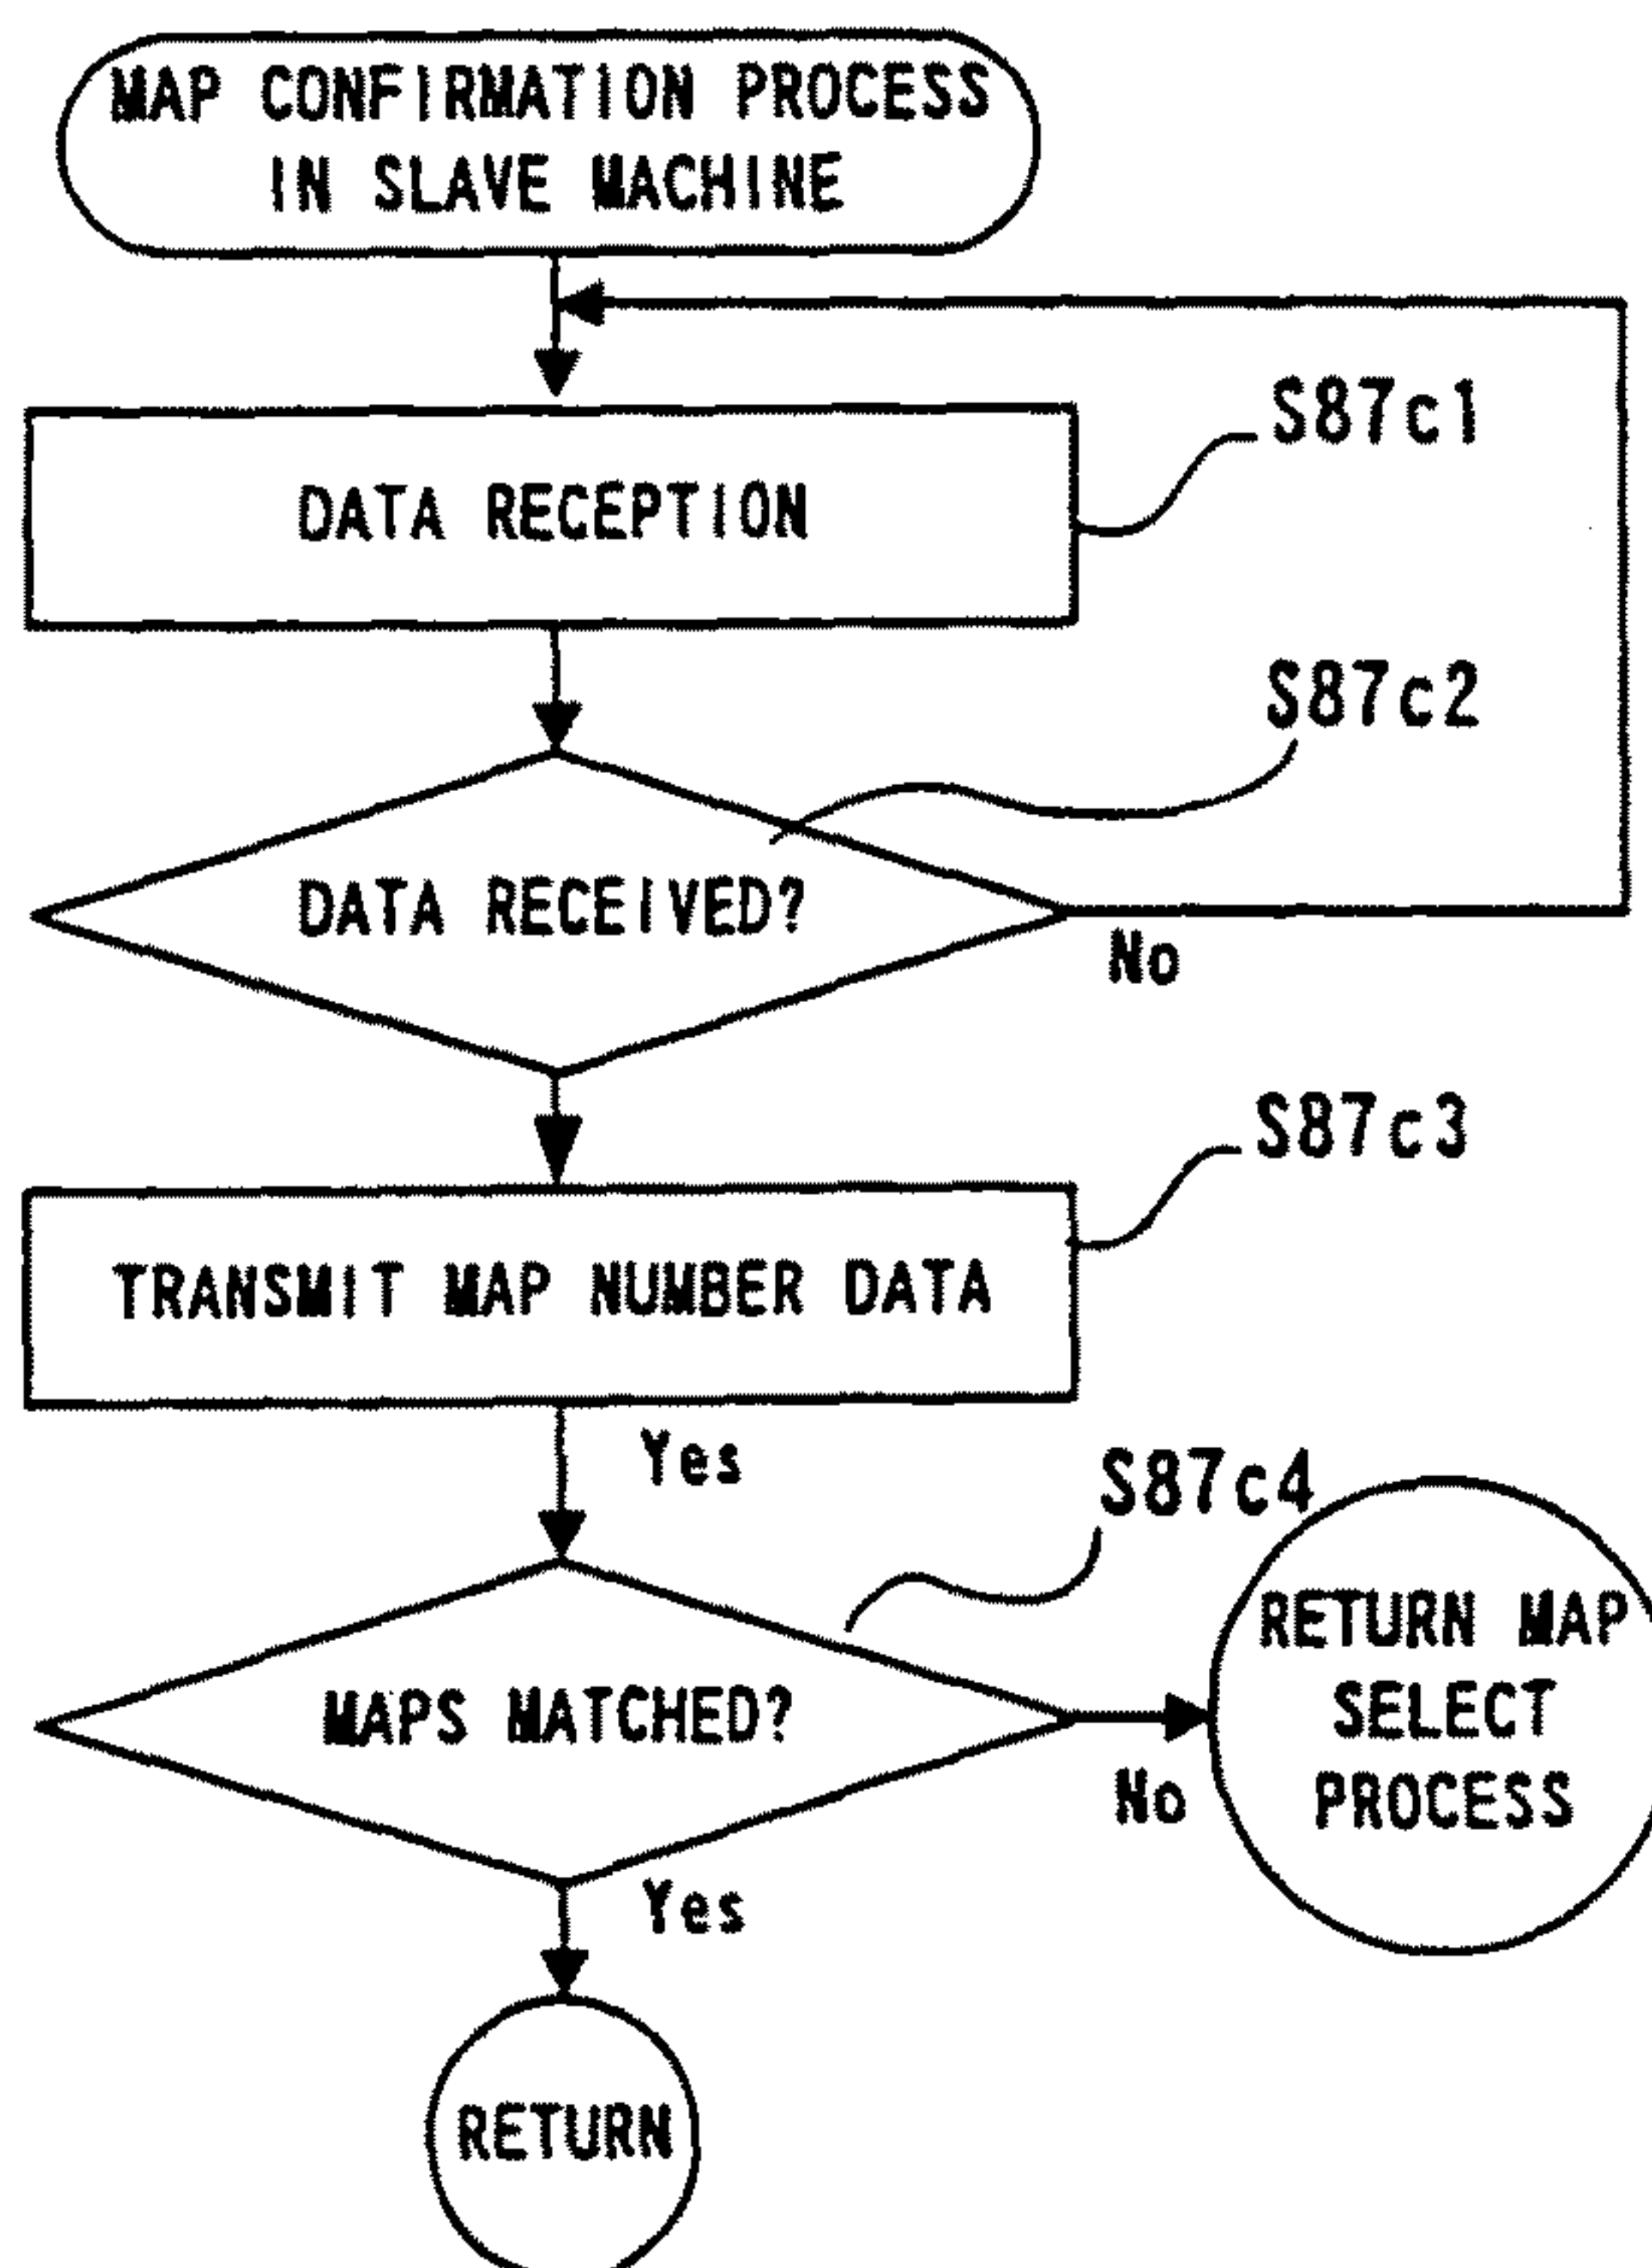 MAP CONFIRMATION PROCESS
IN SLAVE MACHINE
S87c1
DATA RECEPTION
S87c2
DATA RECEIVED?
No
S87c3
TRANSMIT MAP NUMBER DATA
Yes
S87c4
MAPS MATCHED?
No
RETURN MAP
SELECT
PROCESS
Yes
RETURN